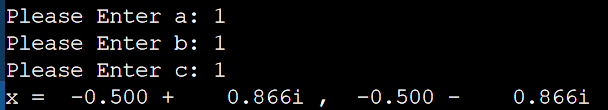 Please Enter a: 1
Please Enter b: 1
Please Enter c: 1
x =  -0.500 +    0.866i ,  -0.500 -    0.866i